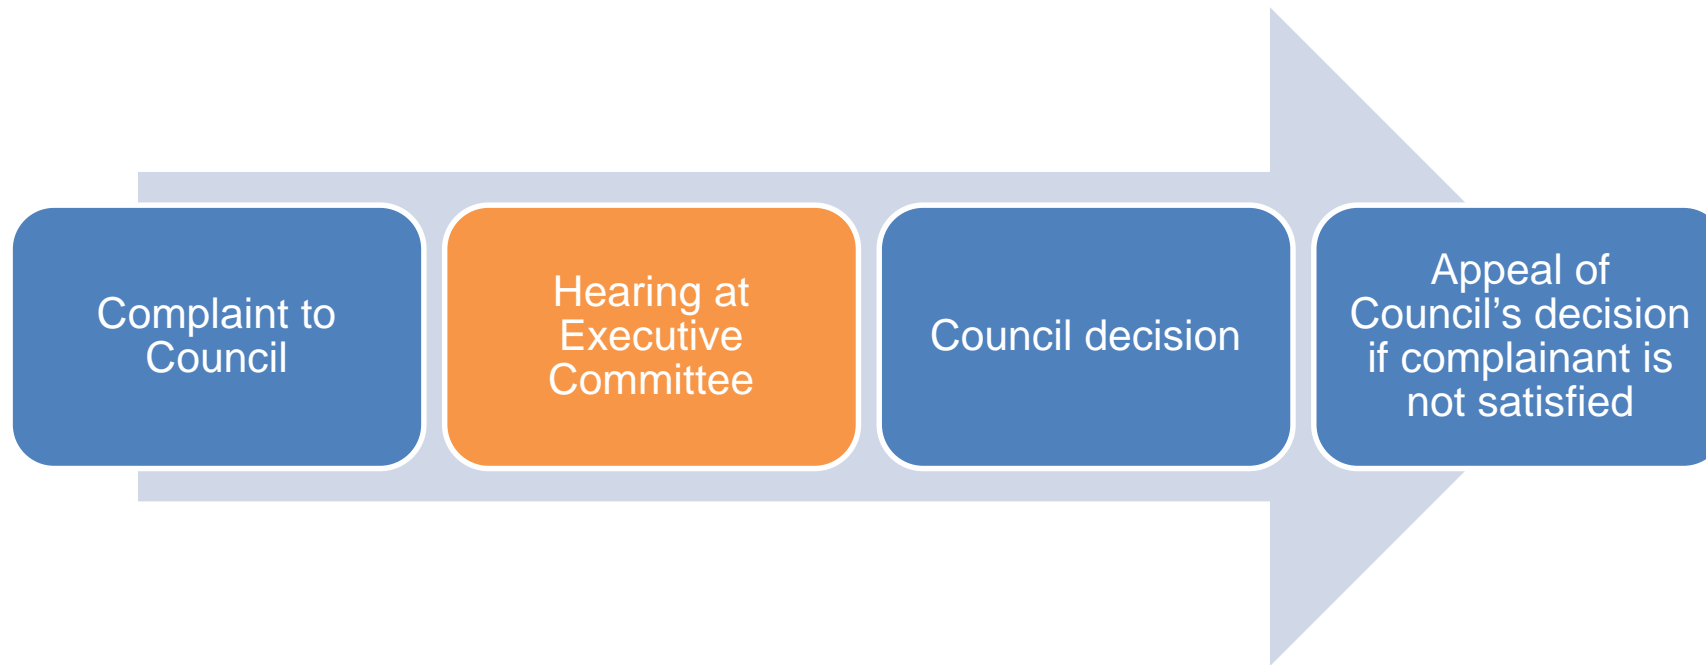 Complaint to
Council
Hearing at
Executive
Committee
Council decision
Appeal of
Council’s decision
if complainant is
not satisfied